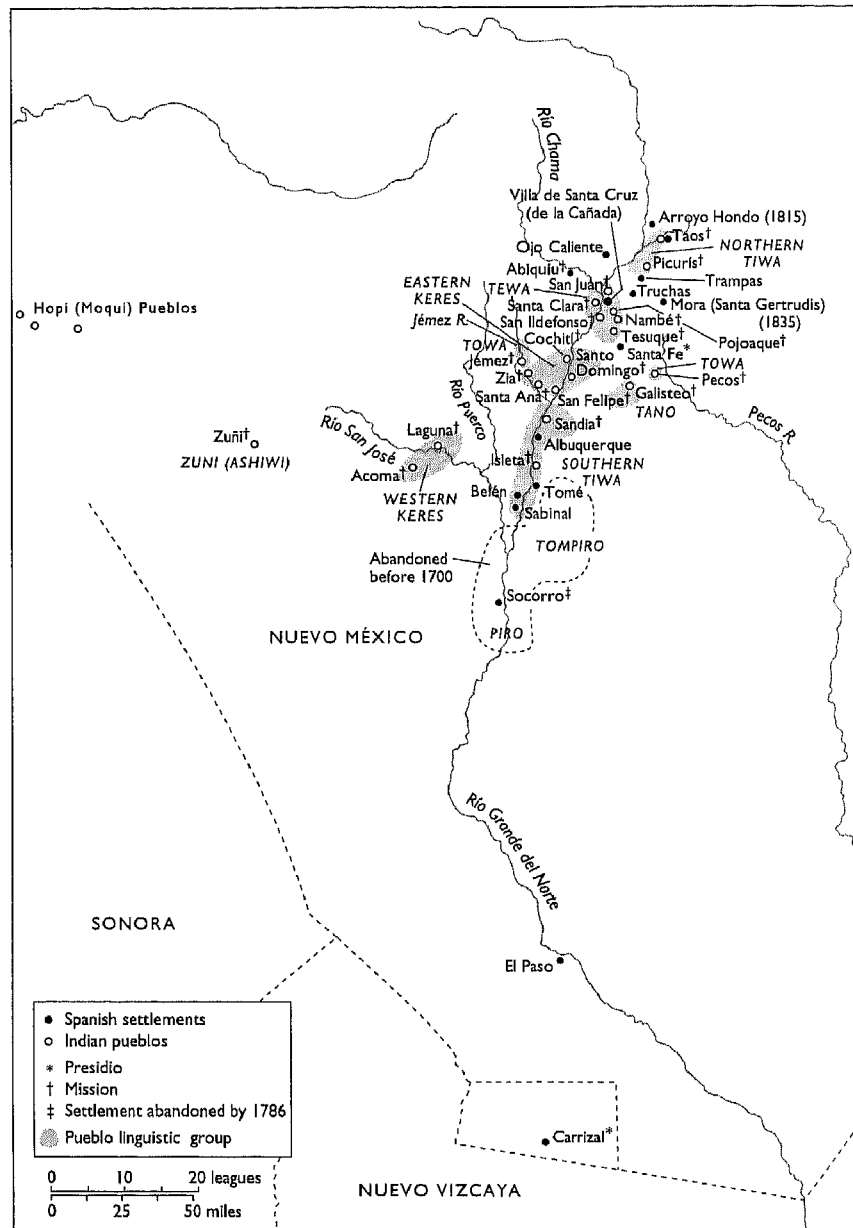 Río Chama
Villa de Santa Cruz
(de la Cañada)
Arroyo Hondo (1815)
Taos†
NORTHERN
TIWA
Ojo Caliente
Picurís†
Abiquiu†
San Juan†
Trampas
EASTERN
KERES
TEWA
Truchas
Santa Clara†
Mora (Santa Gertrudis)
(1835)
Hopi (Moqui) Pueblos
Jémez R.
San Ildefonso†
Nambé†
Pojoaque†
Cochití†
Tesuque†
TOWA
Jémez†
Santo
Domingo†
Santa Fe*
TOWA
Pecos†
Zia†
Santa Ana†
San Felipe†
Galisteo†
TANO
Río Puerco
Pecos R.
Sandia†
Zuñi†
ZUNI (ASHIWI)
Río San José
Laguna†
Albuquerque
Acoma†
Isleta†
SOUTHERN
TIWA
WESTERN
KERES
Belén
Tomé
Sabinal
TOMPIRO
Abandoned
before 1700
Socorro‡
PIRO
NUEVO MÉXICO
Río Grande del Norte
SONORA
El Paso
Spanish settlements
Indian pueblos
* Presidio
† Mission
‡ Settlement abandoned by 1786
Pueblo linguistic group
0 10 20 leagues
0 25 50 miles
Carrizal*
NUEVO VIZCAYA